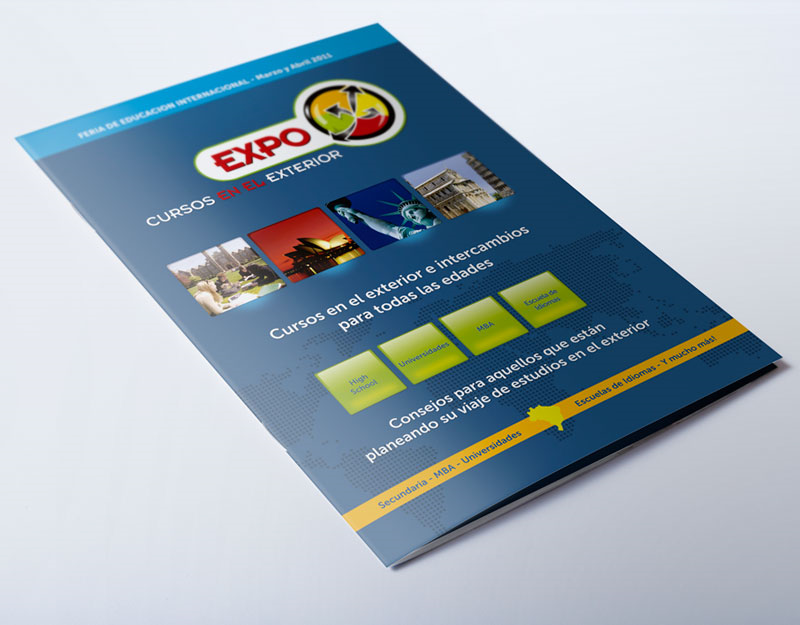 FERIA DE EDUCACION INTERNACIONAL - Marzo y Abril 2011
EXPO
CURSOS EN EL EXTERIOR
Cursos en el exterior e intercambios
para todas las edades
High
School
Universidades
MBA
Escuela de
Idiomas
Consejos para aquellos que están
planeando su viaje de estudios en el exterior
Secundaria - MBA - Universidades
Escuelas de Idiomas - Y mucho más!